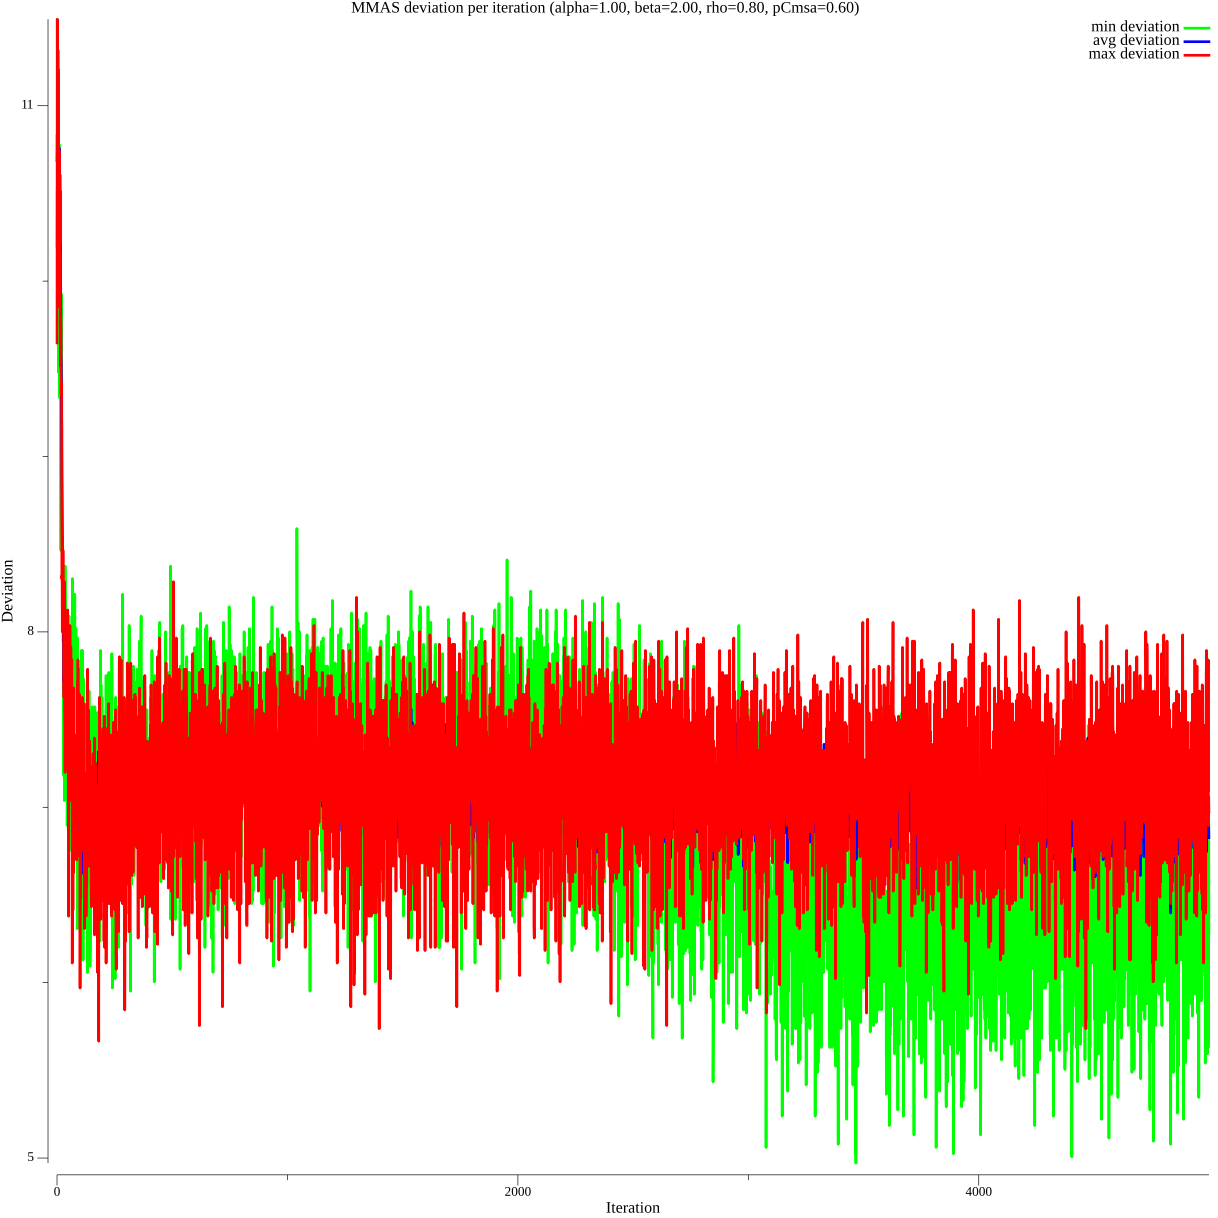 MMAS deviation per iteration (alpha=1.00, beta=2.00, rho=0.80, pCmsa=0.60)
min deviation
avg deviation
max deviation
11
8
5
Deviation
0
2000
4000
Iteration